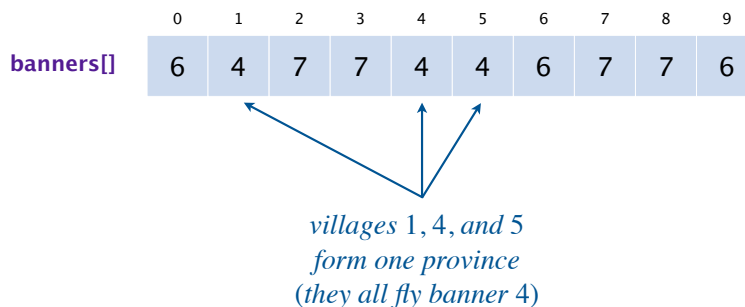 0 1 2 3 4 5 6 7 8 9
banners[] 6 4 7 7 4 4 6 7 7 6
villages 1, 4, and 5
form one province
(they all fly banner 4)